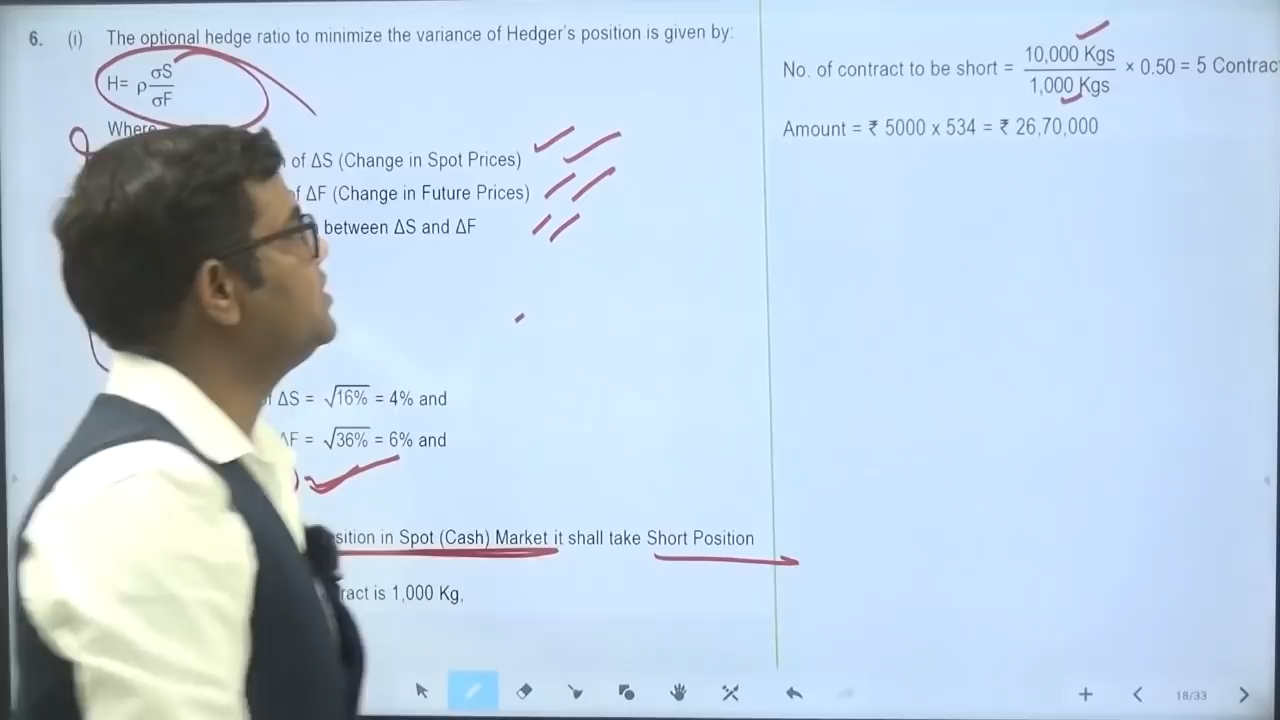 6. (i) The optional hedge ratio to minimize the variance of Hedger's position is given by:
H= ρ σS/σF
Where
of ΔS (Change in Spot Prices)
of ΔF (Change in Future Prices)
between ΔS and ΔF
ΔS = √16% = 4% and
ΔF = √36% = 6% and
sition in Spot (Cash) Market it shall take Short Position
ract is 1,000 Kg,
No. of contract to be short = 10,000 Kgs/1,000 Kgs × 0.50 = 5 Contrac
Amount = ₹ 5000 x 534 = ₹ 26,70,000
18/33